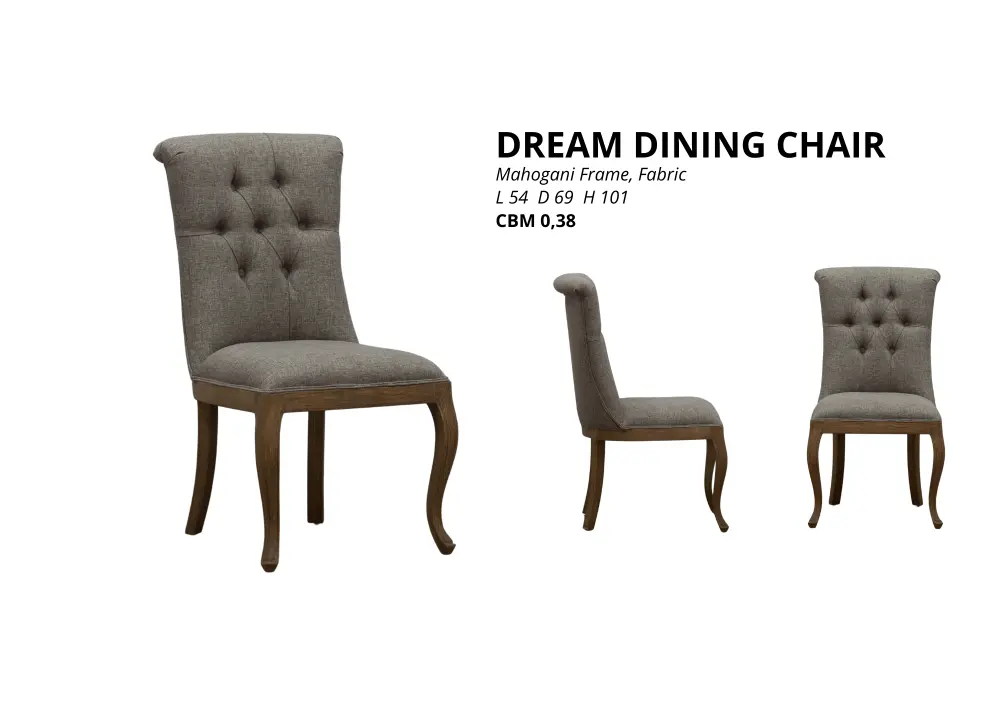 DREAM DINING CHAIR
Mahogani Frame, Fabric
L 54 D 69 H 101
CBM 0,38